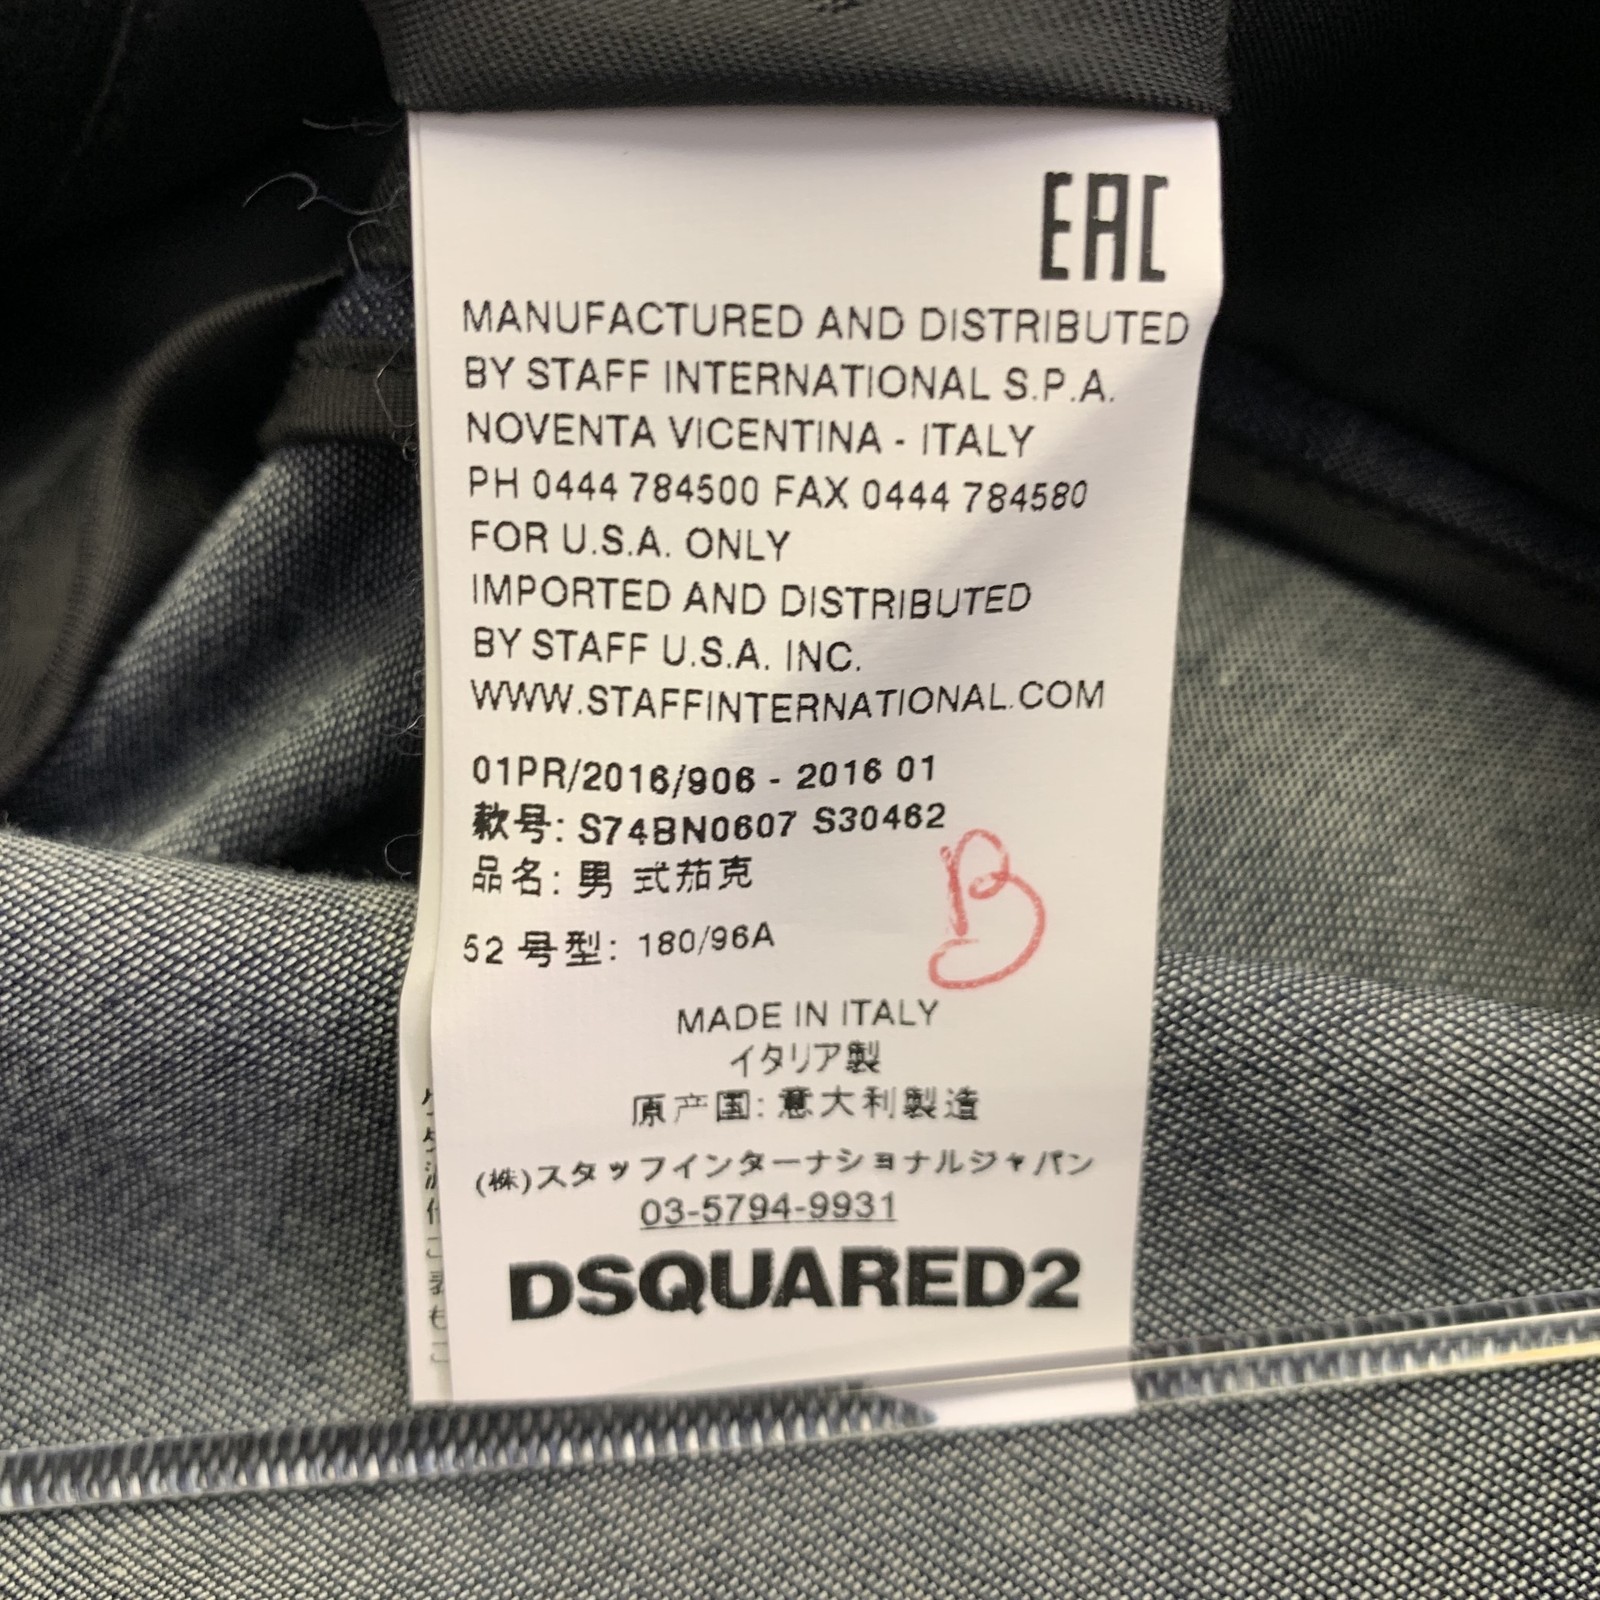 EAC
MANUFACTURED AND DISTRIBUTED
BY STAFF INTERNATIONAL S.P.A.
NOVENTA VICENTINA - ITALY
PH 0444 784500 FAX 0444 784580
FOR U.S.A. ONLY
IMPORTED AND DISTRIBUTED
BY STAFF U.S.A. INC.
WWW.STAFFINTERNATIONAL.COM
01PR/2016/906 - 2016 01
款号: S74BN0607 S30462
品名: 男 式茄克
B
52 号型: 180/96A
MADE IN ITALY
イタリア製
原产国: 意大利製造
(株)スタッフインターナショナルジャパン
03-5794-9931
DSQUARED2